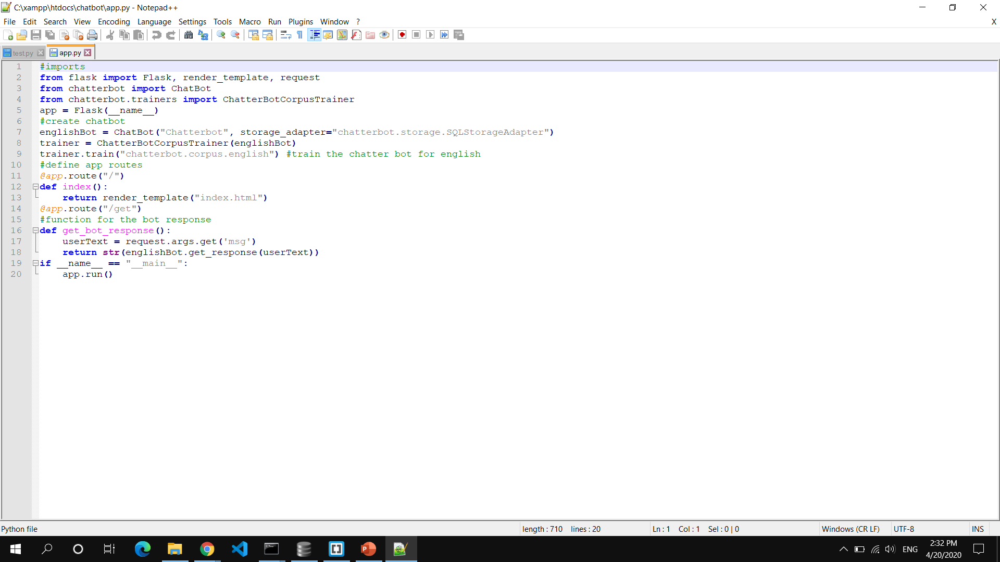 C:\xampp\htdocs\chatbot\app.py - Notepad++
File Edit Search View Encoding Language Settings Tools Macro Run Plugins Window ? X
test.py app.py
1 #imports
2 from flask import Flask, render_template, request
3 from chatterbot import ChatBot
4 from chatterbot.trainers import ChatterBotCorpusTrainer
5 app = Flask(__name__)
6 #create chatbot
7 englishBot = ChatBot("Chatterbot", storage_adapter="chatterbot.storage.SQLStorageAdapter")
8 trainer = ChatterBotCorpusTrainer(englishBot)
9 trainer.train("chatterbot.corpus.english") #train the chatter bot for english
10 #define app routes
11 @app.route("/")
12 def index():
13     return render_template("index.html")
14 @app.route("/get")
15 #function for the bot response
16 def get_bot_response():
17     userText = request.args.get('msg')
18     return str(englishBot.get_response(userText))
19 if __name__ == "__main__":
20     app.run()
Python file length : 710 lines : 20 Ln : 1 Col : 1 Sel : 0 | 0 Windows (CR LF) UTF-8 INS
ENG 2:32 PM
4/20/2020